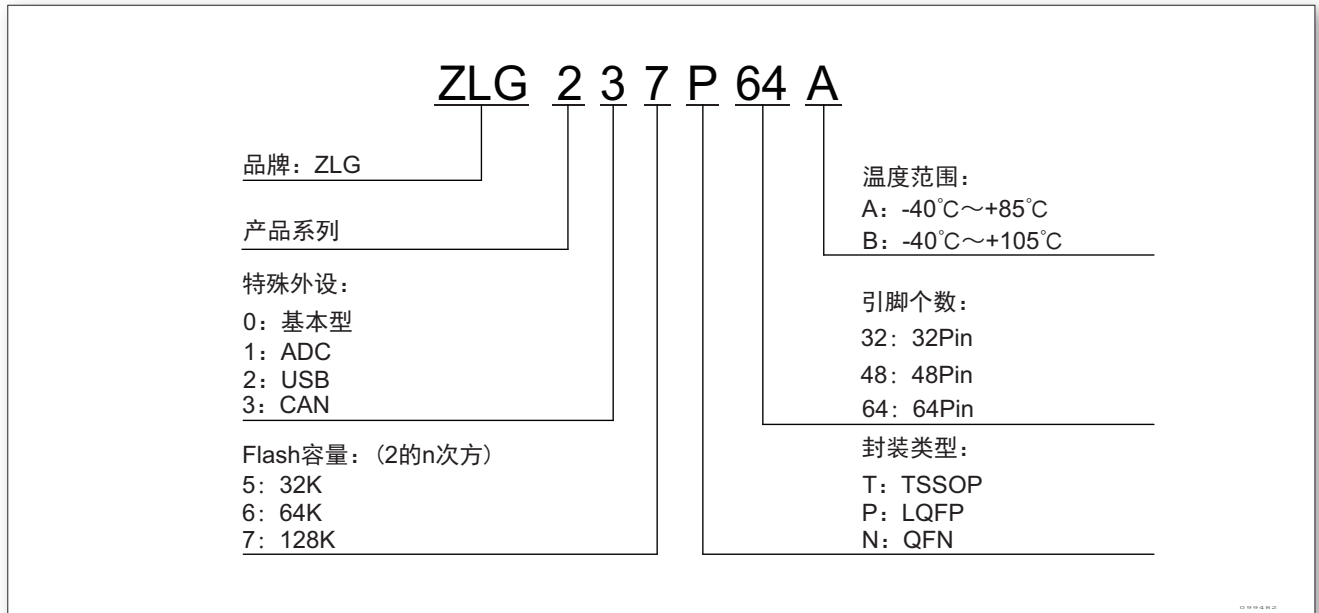 ZLG 2 3 7 P 64 A
品牌：ZLG
产品系列
特殊外设：
0：基本型
1：ADC
2：USB
3：CAN
Flash容量：(2的n次方)
5：32K
6：64K
7：128K
温度范围：
A：-40℃～+85℃
B：-40℃～+105℃
引脚个数：
32：32Pin
48：48Pin
64：64Pin
封装类型：
T：TSSOP
P：LQFP
N：QFN